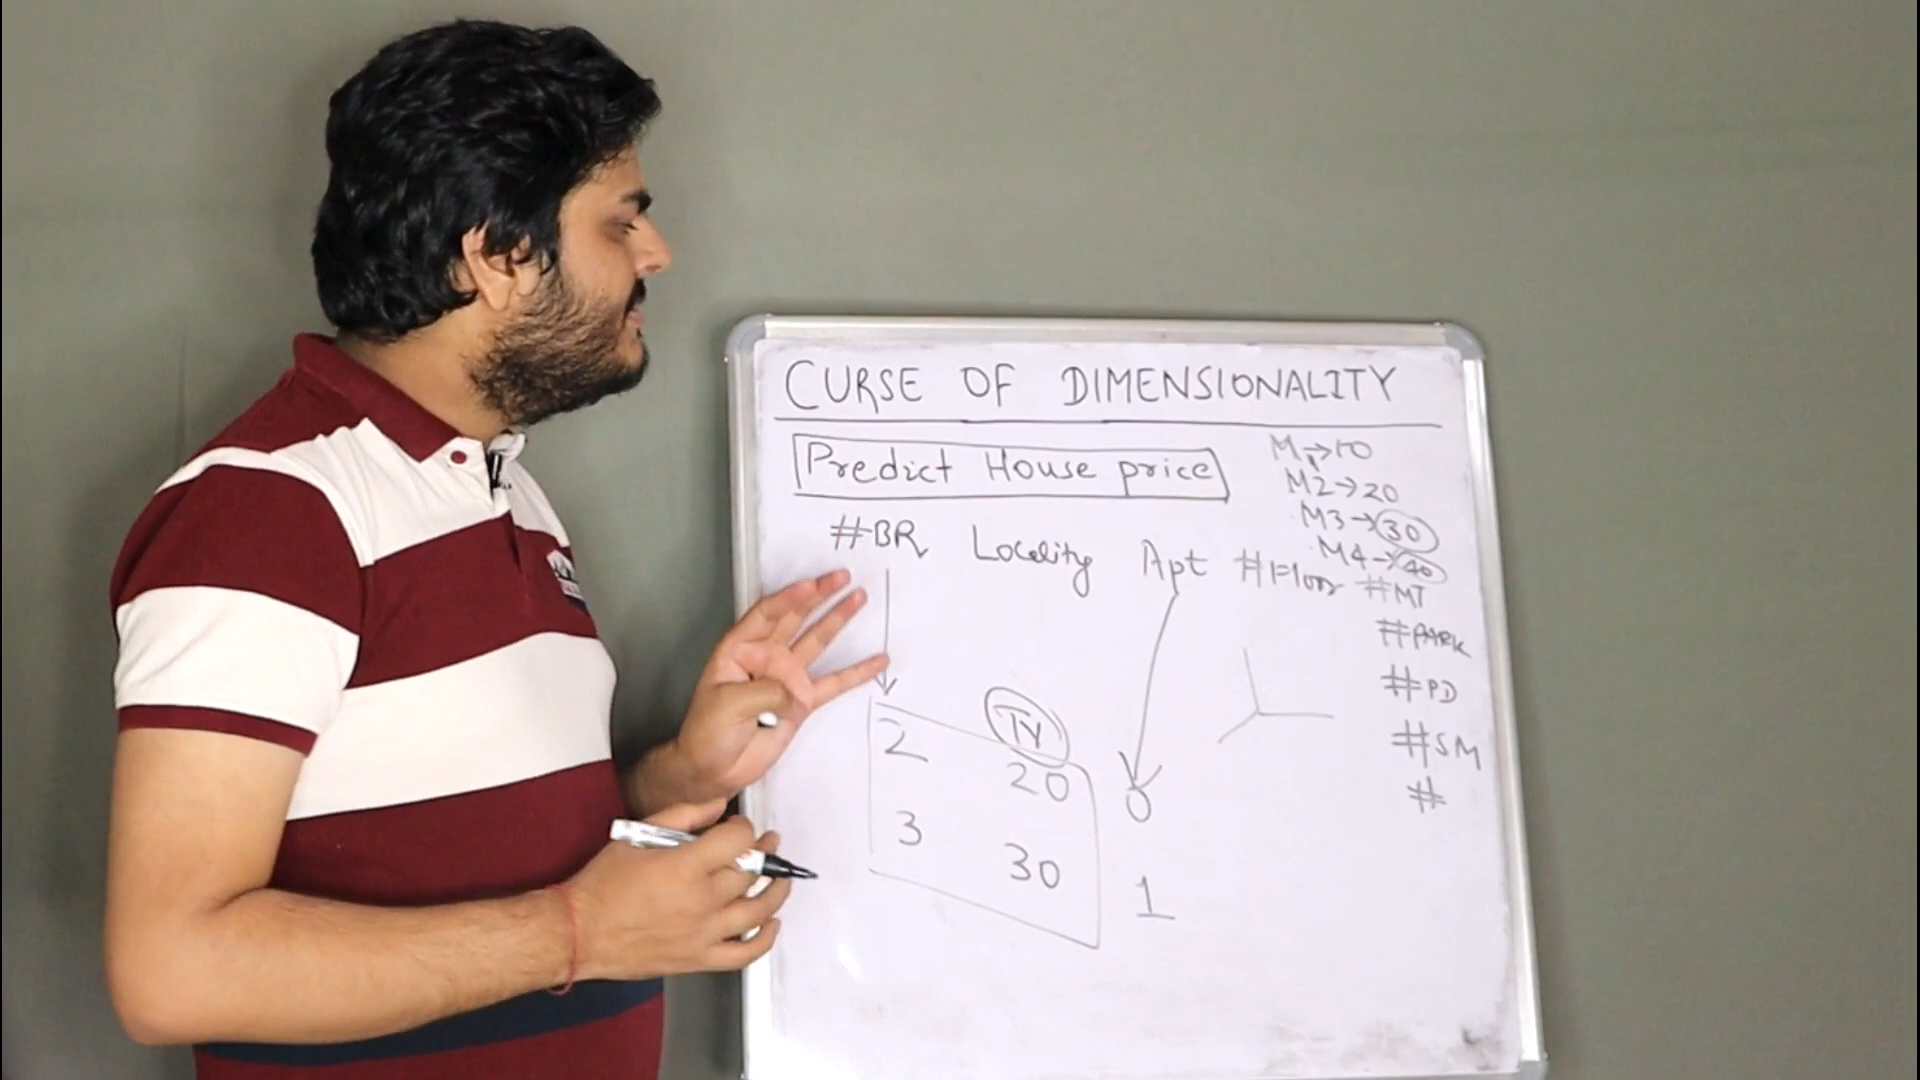 CURSE OF DIMENSIONALITY
Predict House price
M1→10
M2→20
M3→30
M4→40
#BR Locality Apt #Floor #MT
#PARK
#PD
#SM
#
2 20 0
3 30 1